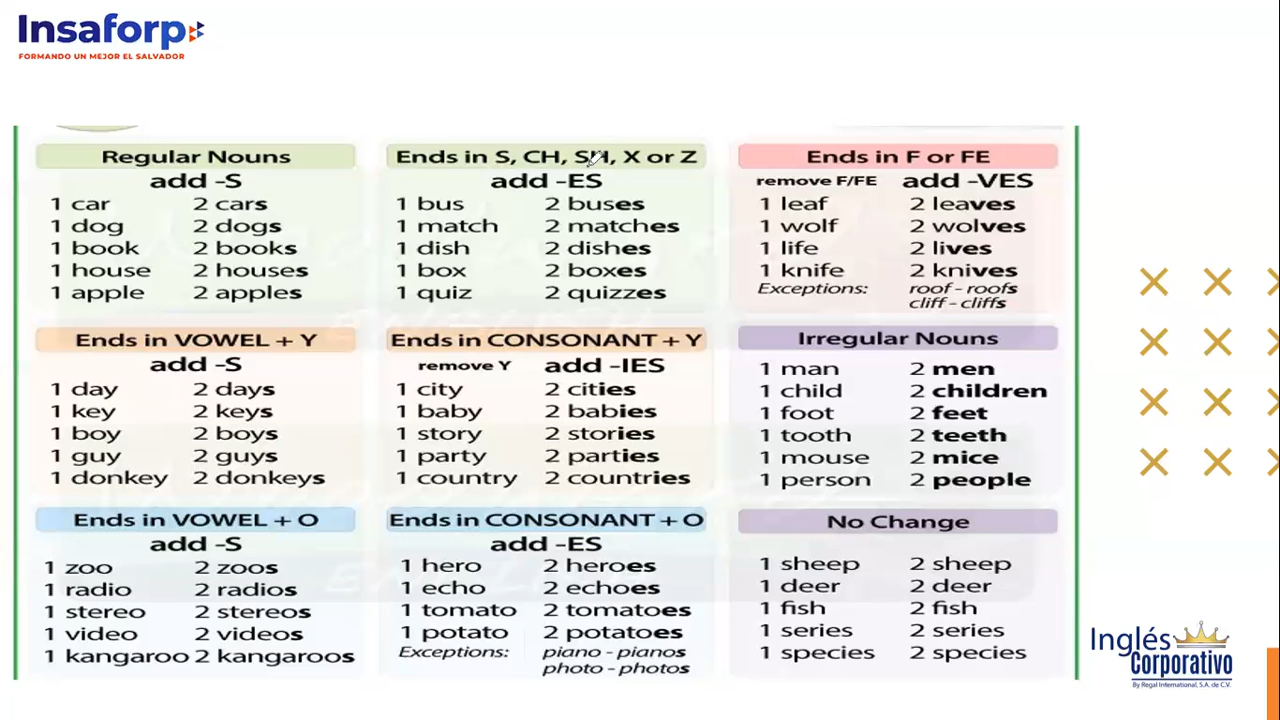 Insaforp
FORMANDO UN MEJOR EL SALVADOR
Regular Nouns
add -S
1 car 2 cars
1 dog 2 dogs
1 book 2 books
1 house 2 houses
1 apple 2 apples
Ends in S, CH, SH, X or Z
add -ES
1 bus 2 buses
1 match 2 matches
1 dish 2 dishes
1 box 2 boxes
1 quiz 2 quizzes
Ends in F or FE
remove F/FE add -VES
1 leaf 2 leaves
1 wolf 2 wolves
1 life 2 lives
1 knife 2 knives
Exceptions: roof - roofs
cliff - cliffs
Ends in VOWEL + Y
add -S
1 day 2 days
1 key 2 keys
1 boy 2 boys
1 guy 2 guys
1 donkey 2 donkeys
Ends in CONSONANT + Y
remove Y add -IES
1 city 2 cities
1 baby 2 babies
1 story 2 stories
1 party 2 parties
1 country 2 countries
Irregular Nouns
1 man 2 men
1 child 2 children
1 foot 2 feet
1 tooth 2 teeth
1 mouse 2 mice
1 person 2 people
Ends in VOWEL + O
add -S
1 zoo 2 zoos
1 radio 2 radios
1 stereo 2 stereos
1 video 2 videos
1 kangaroo 2 kangaroos
Ends in CONSONANT + O
add -ES
1 hero 2 heroes
1 echo 2 echoes
1 tomato 2 tomatoes
1 potato 2 potatoes
Exceptions: piano - pianos
photo - photos
No Change
1 sheep 2 sheep
1 deer 2 deer
1 fish 2 fish
1 series 2 series
1 species 2 species
Inglés
Corporativo
By Regal International, S.A. de C.V.